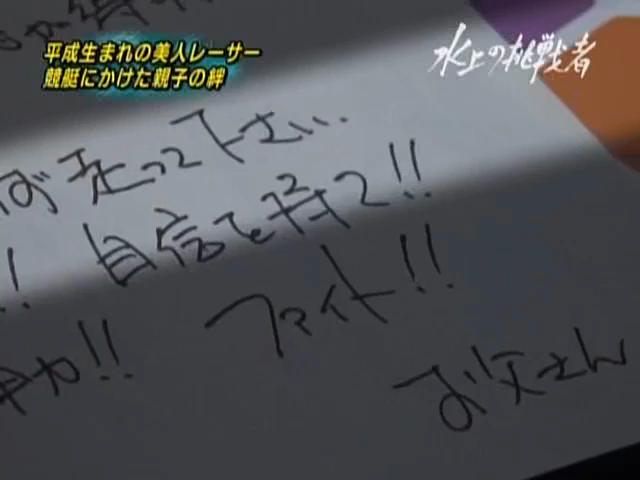 平成生まれの美人レーサー
競艇にかけた親子の絆
水上の挑戦者
走って下さい.
!! 自信を持て!!
力!! ファイト!!
お父さん